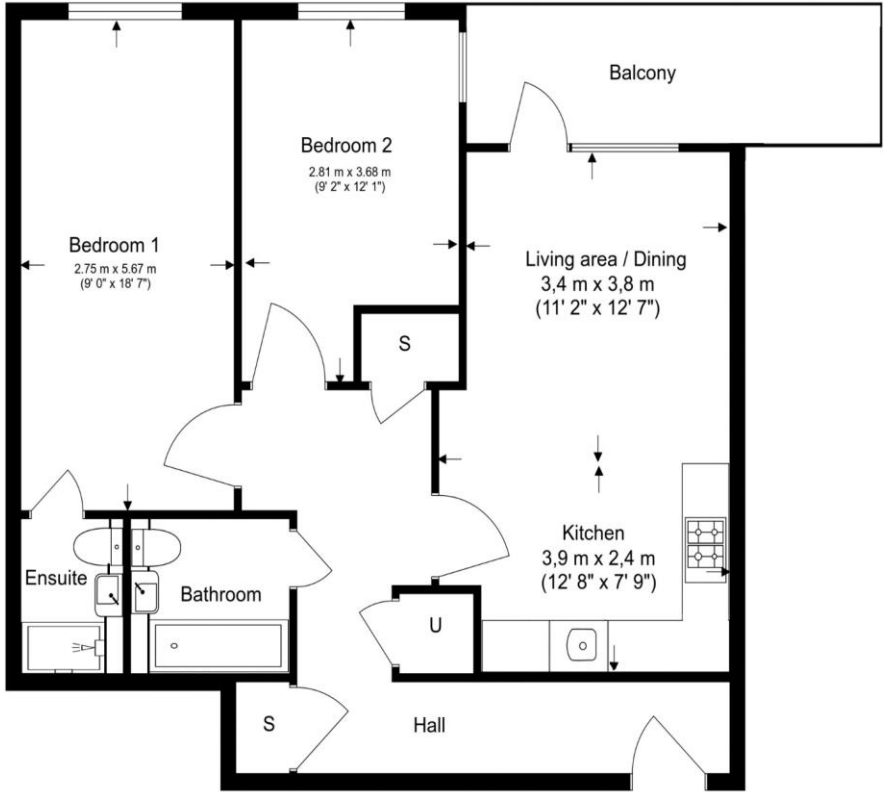 Balcony
Bedroom 2
2.81 m x 3.68 m
(9' 2" x 12' 1")
Bedroom 1
2.75 m x 5.67 m
(9' 0" x 18' 7")
Living area / Dining
3,4 m x 3,8 m
(11' 2" x 12' 7")
S
Kitchen
3,9 m x 2,4 m
(12' 8" x 7' 9")
Ensuite
Bathroom
U
S
Hall